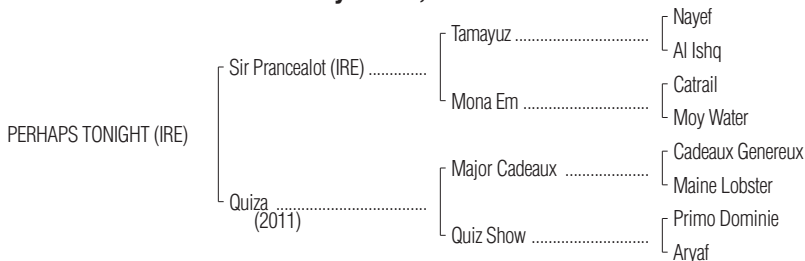 Nayef
Tamayuz
Al Ishq
Sir Prancealot (IRE)
Catrail
Mona Em
Moy Water
PERHAPS TONIGHT (IRE)
Cadeaux Genereux
Major Cadeaux
Maine Lobster
Quiza
(2011)
Primo Dominie
Quiz Show
Aryaf